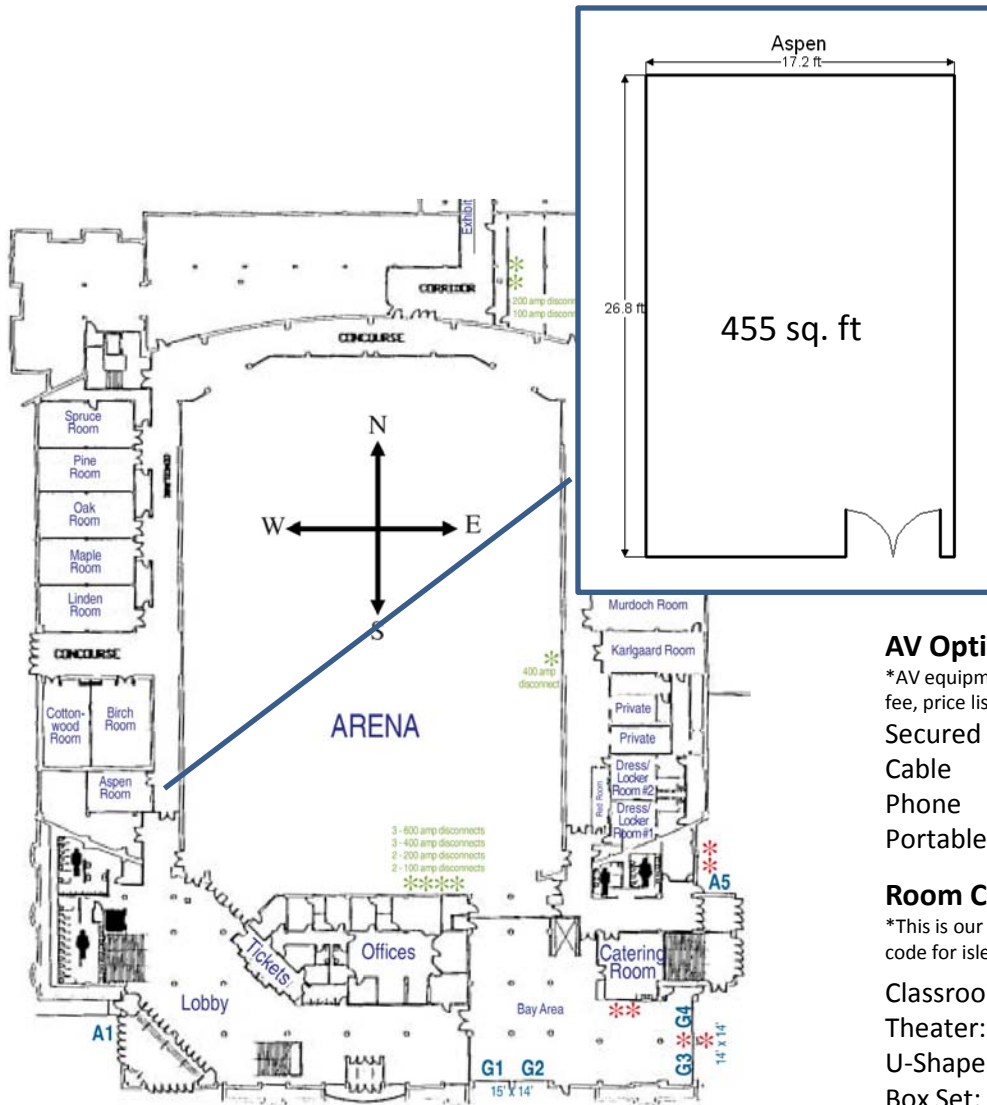 Aspen
17.2 ft
26.8 ft
455 sq. ft
Exhibit
CORRIDOR
200 amp disconn
100 amp disconn
CONCOURSE
Spruce
Room
Pine
Room
Oak
Room
Maple
Room
Linden
Room
CONCOURSE
N
W
E
S
CONCOURSE
Cotton-
wood
Room
Birch
Room
Aspen
Room
ARENA
400 amp
disconnect
Murdoch Room
Karlgaard Room
Private
Private
Dress/
Locker
Room #2
Red Room
Dress/
Locker
Room#1
3 - 600 amp disconnects
3 - 400 amp disconnects
2 - 200 amp disconnects
2 - 100 amp disconnects
A5
Tickets
Offices
Catering
Room
Lobby
Bay Area
A1
G1
G2
15' x 14'
G4
G3
14' x 14'
AV Opti
*AV equipm
fee, price lis
Secured
Cable
Phone
Portable
Room C
*This is our
code for isle
Classroo
Theater:
U-Shape
Box Set: